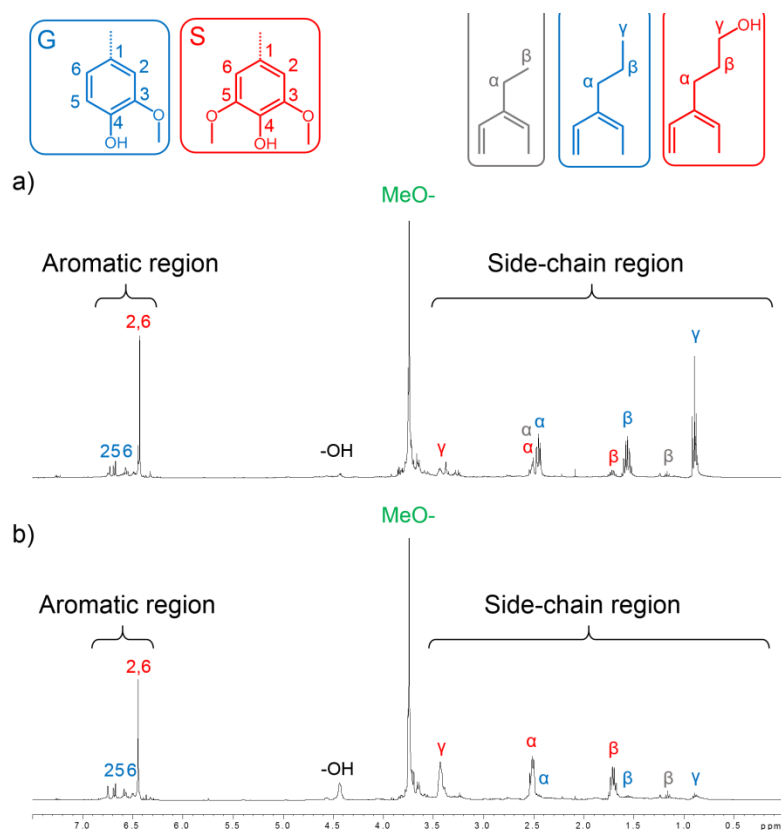 G
1
6
2
5
3
4
O
OH
S
1
6
2
5
3
O
4
O
OH
β
α
γ
α
β
γ
OH
α
β
a)
MeO-
Aromatic region
Side-chain region
2,6
γ
256
-OH
γ
α
α
α
β
β
β
b)
MeO-
Aromatic region
Side-chain region
2,6
256
-OH
γ
α
α
β
β
β
γ
7.0 6.5 6.0 5.5 5.0 4.5 4.0 3.5 3.0 2.5 2.0 1.5 1.0 0.5 ppm